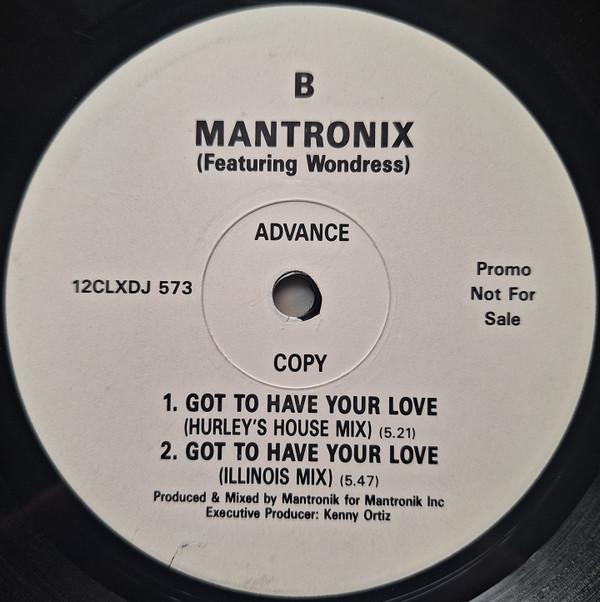 B
MANTRONIX
(Featuring Wondress)
ADVANCE
12CLXDJ 573
Promo
Not For
Sale
COPY
1. GOT TO HAVE YOUR LOVE
(HURLEY'S HOUSE MIX) (5.21)
2. GOT TO HAVE YOUR LOVE
(ILLINOIS MIX) (5.47)
Produced & Mixed by Mantronik for Mantronik Inc
Executive Producer: Kenny Ortiz